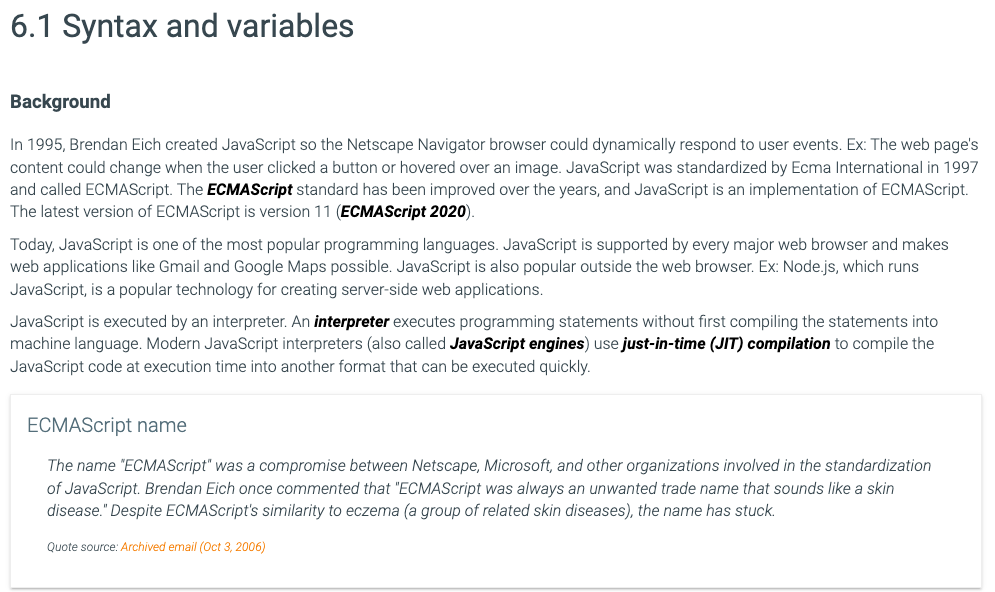 6.1 Syntax and variables
Background
In 1995, Brendan Eich created JavaScript so the Netscape Navigator browser could dynamically respond to user events. Ex: The web page's
content could change when the user clicked a button or hovered over an image. JavaScript was standardized by Ecma International in 1997
and called ECMAScript. The ECMAScript standard has been improved over the years, and JavaScript is an implementation of ECMAScript.
The latest version of ECMAScript is version 11 (ECMAScript 2020).
Today, JavaScript is one of the most popular programming languages. JavaScript is supported by every major web browser and makes
web applications like Gmail and Google Maps possible. JavaScript is also popular outside the web browser. Ex: Node.js, which runs
JavaScript, is a popular technology for creating server-side web applications.
JavaScript is executed by an interpreter. An interpreter executes programming statements without first compiling the statements into
machine language. Modern JavaScript interpreters (also called JavaScript engines) use just-in-time (JIT) compilation to compile the
JavaScript code at execution time into another format that can be executed quickly.
ECMAScript name
The name "ECMAScript" was a compromise between Netscape, Microsoft, and other organizations involved in the standardization
of JavaScript. Brendan Eich once commented that "ECMAScript was always an unwanted trade name that sounds like a skin
disease." Despite ECMAScript's similarity to eczema (a group of related skin diseases), the name has stuck.
Quote source: Archived email (Oct 3, 2006)